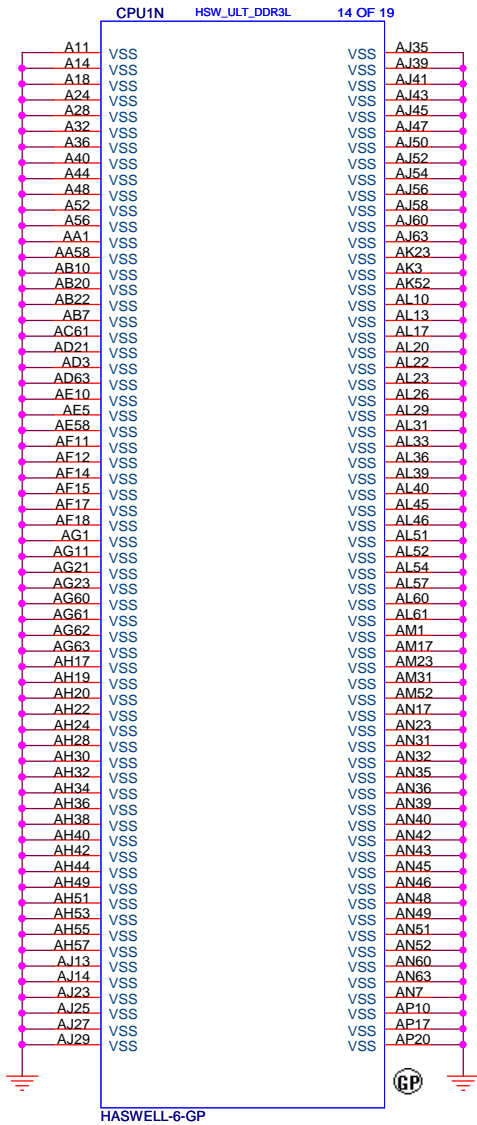 CPU1N HSW_ULT_DDR3L 14 OF 19
A11 VSS VSS AJ35
A14 VSS VSS AJ39
A18 VSS VSS AJ41
A24 VSS VSS AJ43
A28 VSS VSS AJ45
A32 VSS VSS AJ47
A36 VSS VSS AJ50
A40 VSS VSS AJ52
A44 VSS VSS AJ54
A48 VSS VSS AJ56
A52 VSS VSS AJ58
A56 VSS VSS AJ60
AA1 VSS VSS AJ63
AA58 VSS VSS AK23
AB10 VSS VSS AK3
AB20 VSS VSS AK52
AB22 VSS VSS AL10
AB7 VSS VSS AL13
AC61 VSS VSS AL17
AD21 VSS VSS AL20
AD3 VSS VSS AL22
AD63 VSS VSS AL23
AE10 VSS VSS AL26
AE5 VSS VSS AL29
AE58 VSS VSS AL31
AF11 VSS VSS AL33
AF12 VSS VSS AL36
AF14 VSS VSS AL39
AF15 VSS VSS AL40
AF17 VSS VSS AL45
AF18 VSS VSS AL46
AG1 VSS VSS AL51
AG11 VSS VSS AL52
AG21 VSS VSS AL54
AG23 VSS VSS AL57
AG60 VSS VSS AL60
AG61 VSS VSS AL61
AG62 VSS VSS AM1
AG63 VSS VSS AM17
AH17 VSS VSS AM23
AH19 VSS VSS AM31
AH20 VSS VSS AM52
AH22 VSS VSS AN17
AH24 VSS VSS AN23
AH28 VSS VSS AN31
AH30 VSS VSS AN32
AH32 VSS VSS AN35
AH34 VSS VSS AN36
AH36 VSS VSS AN39
AH38 VSS VSS AN40
AH40 VSS VSS AN42
AH42 VSS VSS AN43
AH44 VSS VSS AN45
AH49 VSS VSS AN46
AH51 VSS VSS AN48
AH53 VSS VSS AN49
AH55 VSS VSS AN51
AH57 VSS VSS AN52
AJ13 VSS VSS AN60
AJ14 VSS VSS AN63
AJ23 VSS VSS AN7
AJ25 VSS VSS AP10
AJ27 VSS VSS AP17
AJ29 VSS VSS AP20
GP
HASWELL-6-GP